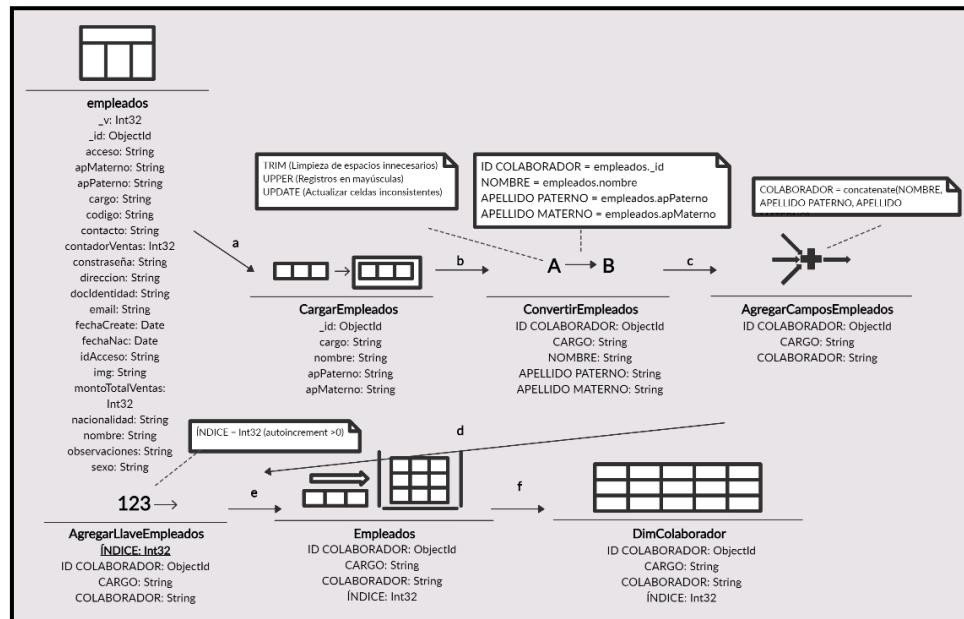 empleados
_v: Int32
_id: ObjectId
acceso: String
apMaterno: String
apPaterno: String
cargo: String
codigo: String
contacto: String
contadorVentas: Int32
constraseña: String
direccion: String
docIdentidad: String
email: String
fechaCreate: Date
fechaNac: Date
idAcceso: String
img: String
montoTotalVentas:
Int32
nacionalidad: String
nombre: String
observaciones: String
sexo: String
a
TRIM (Limpieza de espacios innecesarios)
UPPER (Registros en mayúsculas)
UPDATE (Actualizar celdas inconsistentes)
CargarEmpleados
_id: ObjectId
cargo: String
nombre: String
apPaterno: String
apMaterno: String
b
ID COLABORADOR = empleados._id
NOMBRE = empleados.nombre
APELLIDO PATERNO = empleados.apPaterno
APELLIDO MATERNO = empleados.apMaterno
A B
ConvertirEmpleados
ID COLABORADOR: ObjectId
CARGO: String
NOMBRE: String
APELLIDO PATERNO: String
APELLIDO MATERNO: String
c
COLABORADOR = concatenate(NOMBRE,
APELLIDO PATERNO, APELLIDO
AgregarCamposEmpleados
ID COLABORADOR: ObjectId
CARGO: String
COLABORADOR: String
d
ÍNDICE = Int32 (autoincrement >0)
123
AgregarLlaveEmpleados
ÍNDICE: Int32
ID COLABORADOR: ObjectId
CARGO: String
COLABORADOR: String
e
Empleados
ID COLABORADOR: ObjectId
CARGO: String
COLABORADOR: String
ÍNDICE: Int32
f
DimColaborador
ID COLABORADOR: ObjectId
CARGO: String
COLABORADOR: String
ÍNDICE: Int32